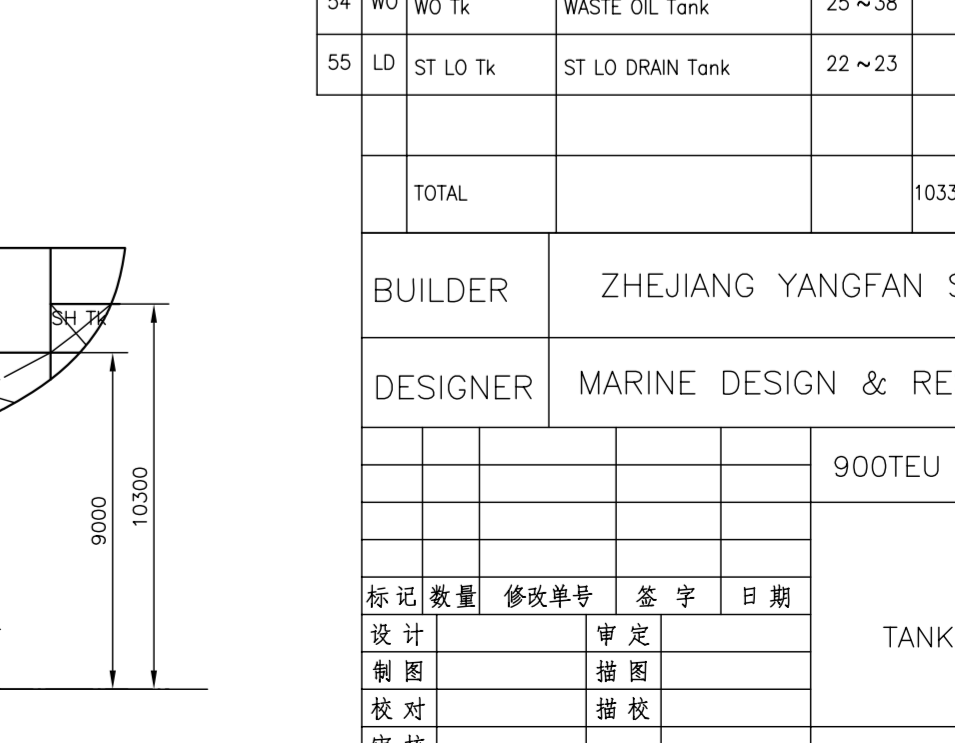 54 WO WO Tk WASTE OIL Tank 25~38
55 LD ST LO Tk ST LO DRAIN Tank 22~23
TOTAL 1033
BUILDER ZHEJIANG YANGFAN S
SH Tk
DESIGNER MARINE DESIGN & RE
900TEU
9000
10300
标记 数量 修改单号 签字 日期
设计 审定
TANK
制图 描图
校对 描校
审核